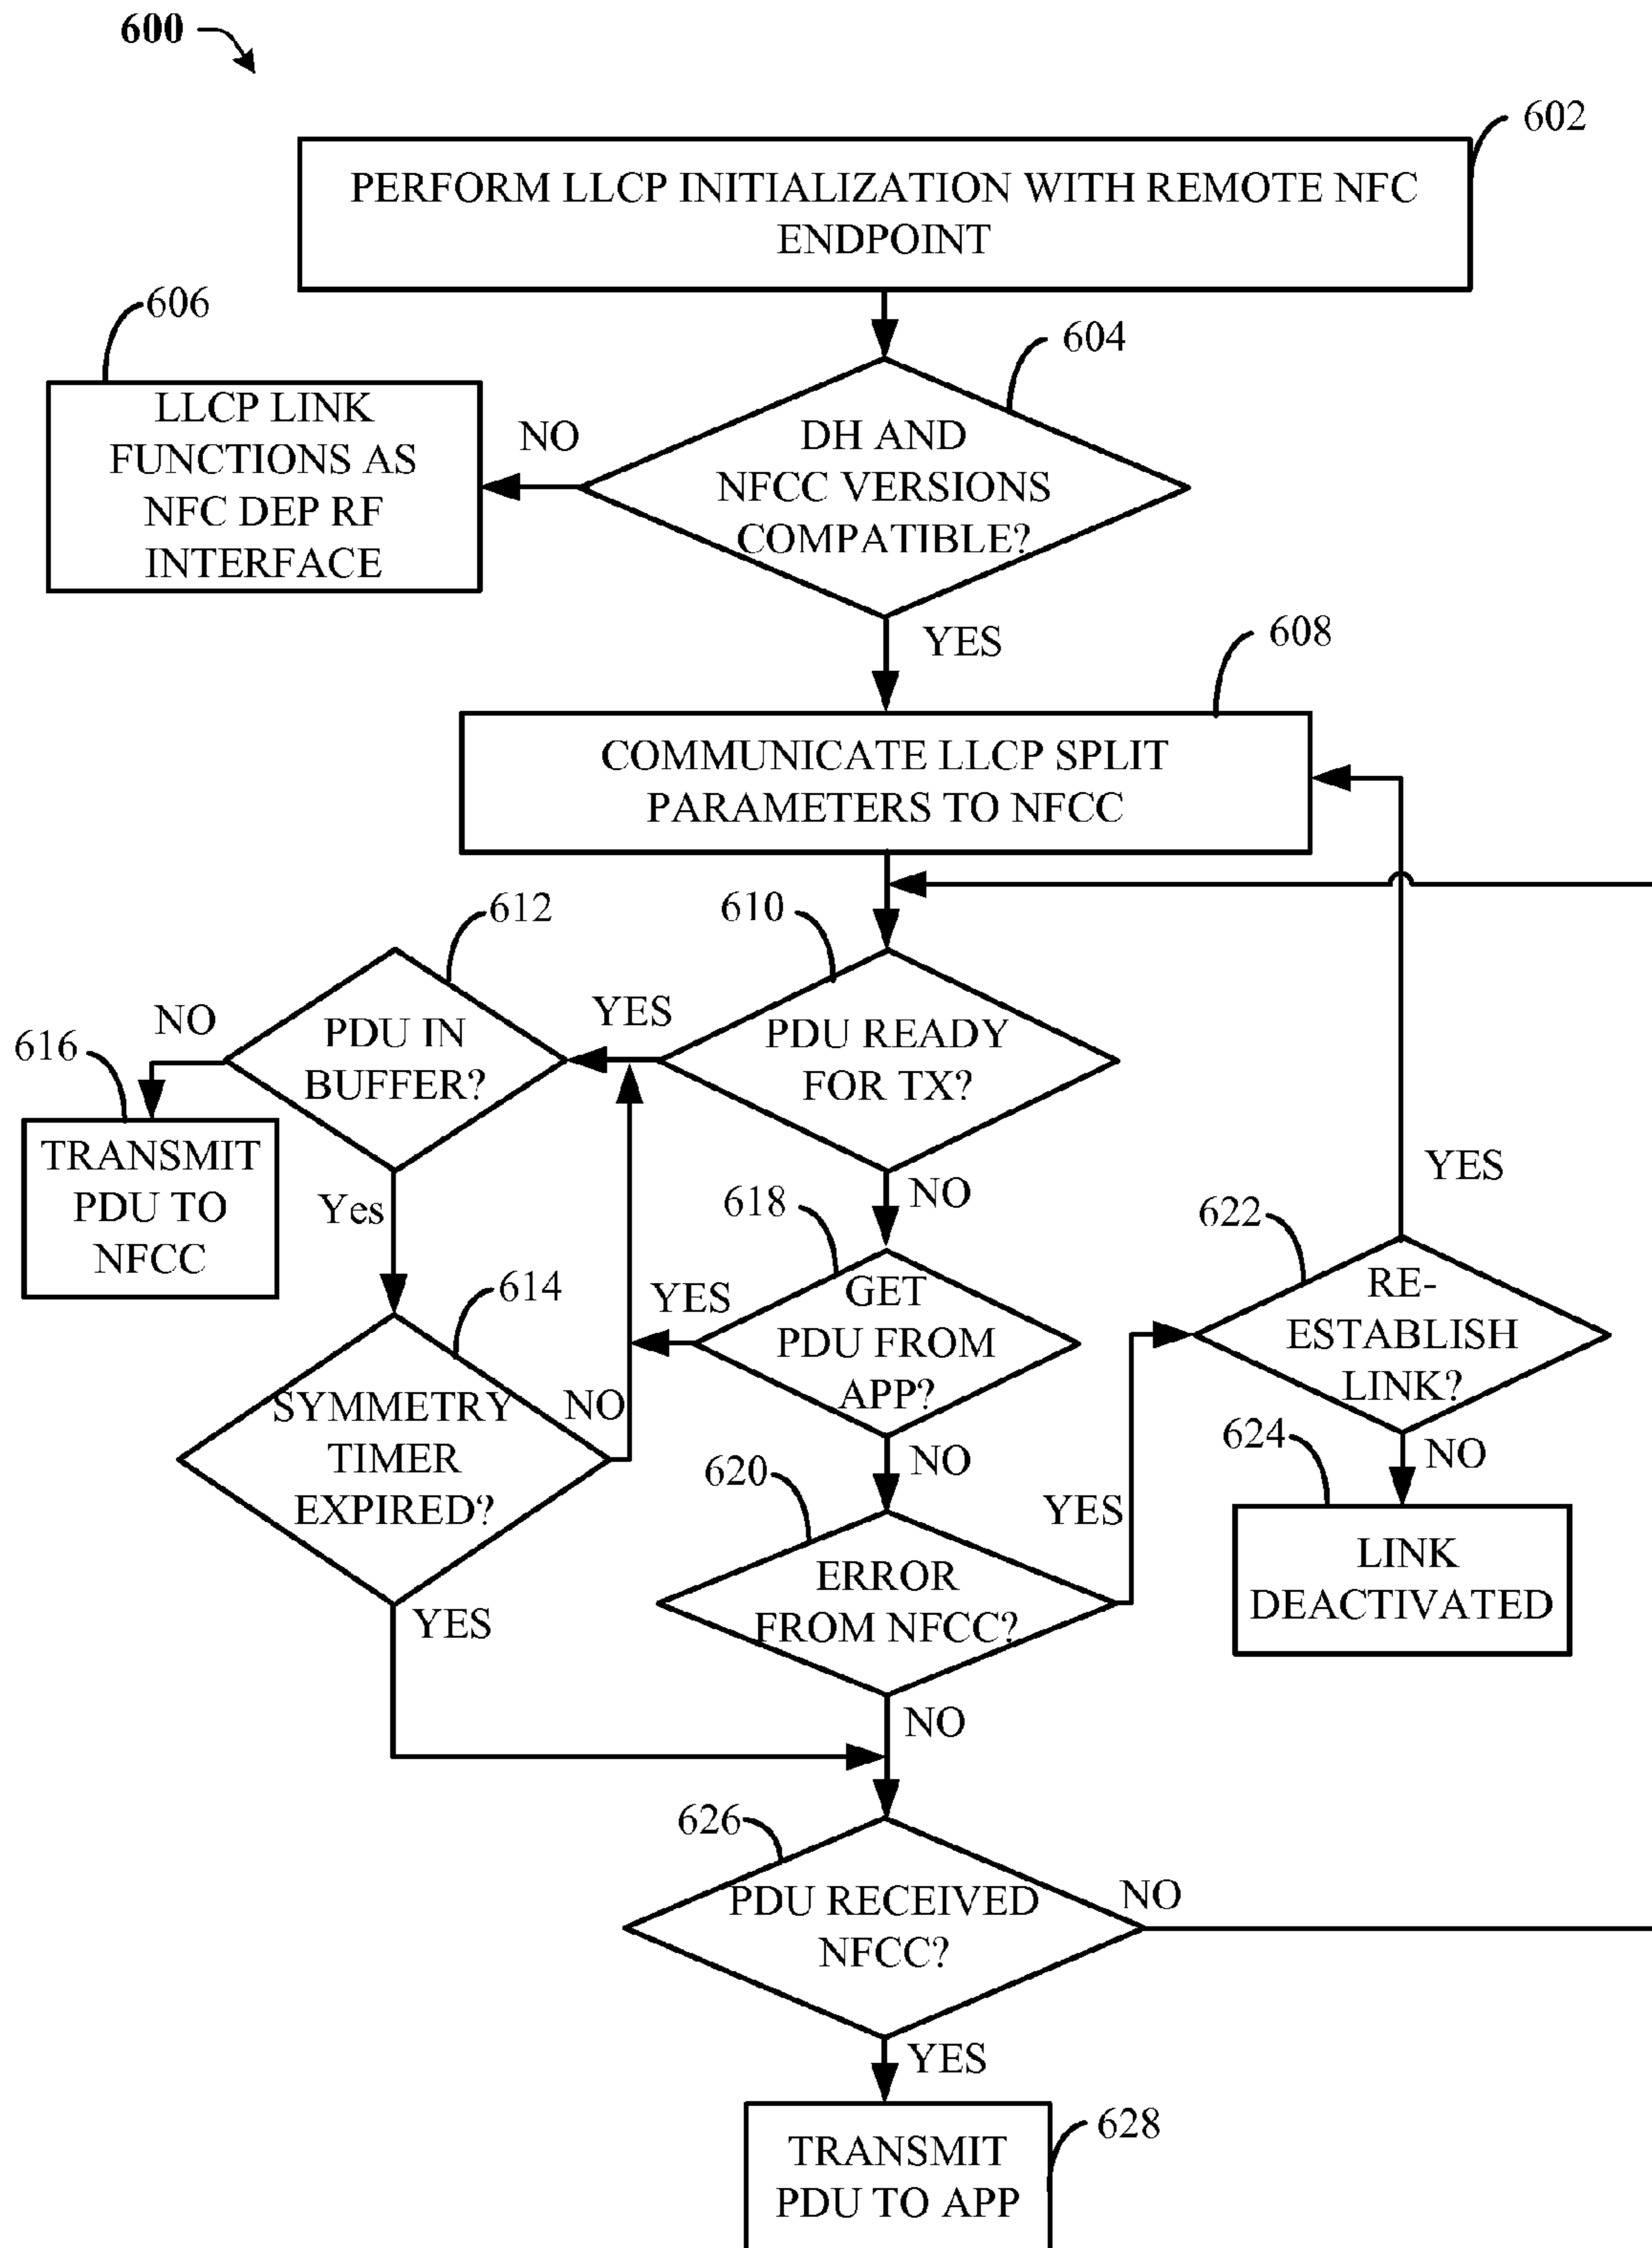 600
602
PERFORM LLCP INITIALIZATION WITH REMOTE NFC
ENDPOINT
606
604
LLCP LINK
FUNCTIONS AS
NFC DEP RF
INTERFACE
NO
DH AND
NFCC VERSIONS
COMPATIBLE?
YES
608
COMMUNICATE LLCP SPLIT
PARAMETERS TO NFCC
612
610
NO
PDU IN
BUFFER?
YES
PDU READY
FOR TX?
616
TRANSMIT
PDU TO
NFCC
Yes
NO
618
614
YES
GET
PDU FROM
APP?
622
YES
RE-
ESTABLISH
LINK?
SYMMETRY
TIMER
EXPIRED?
NO
NO
620
YES
624
NO
ERROR
FROM NFCC?
LINK
DEACTIVATED
YES
NO
626
PDU RECEIVED
NFCC?
NO
YES
628
TRANSMIT
PDU TO APP